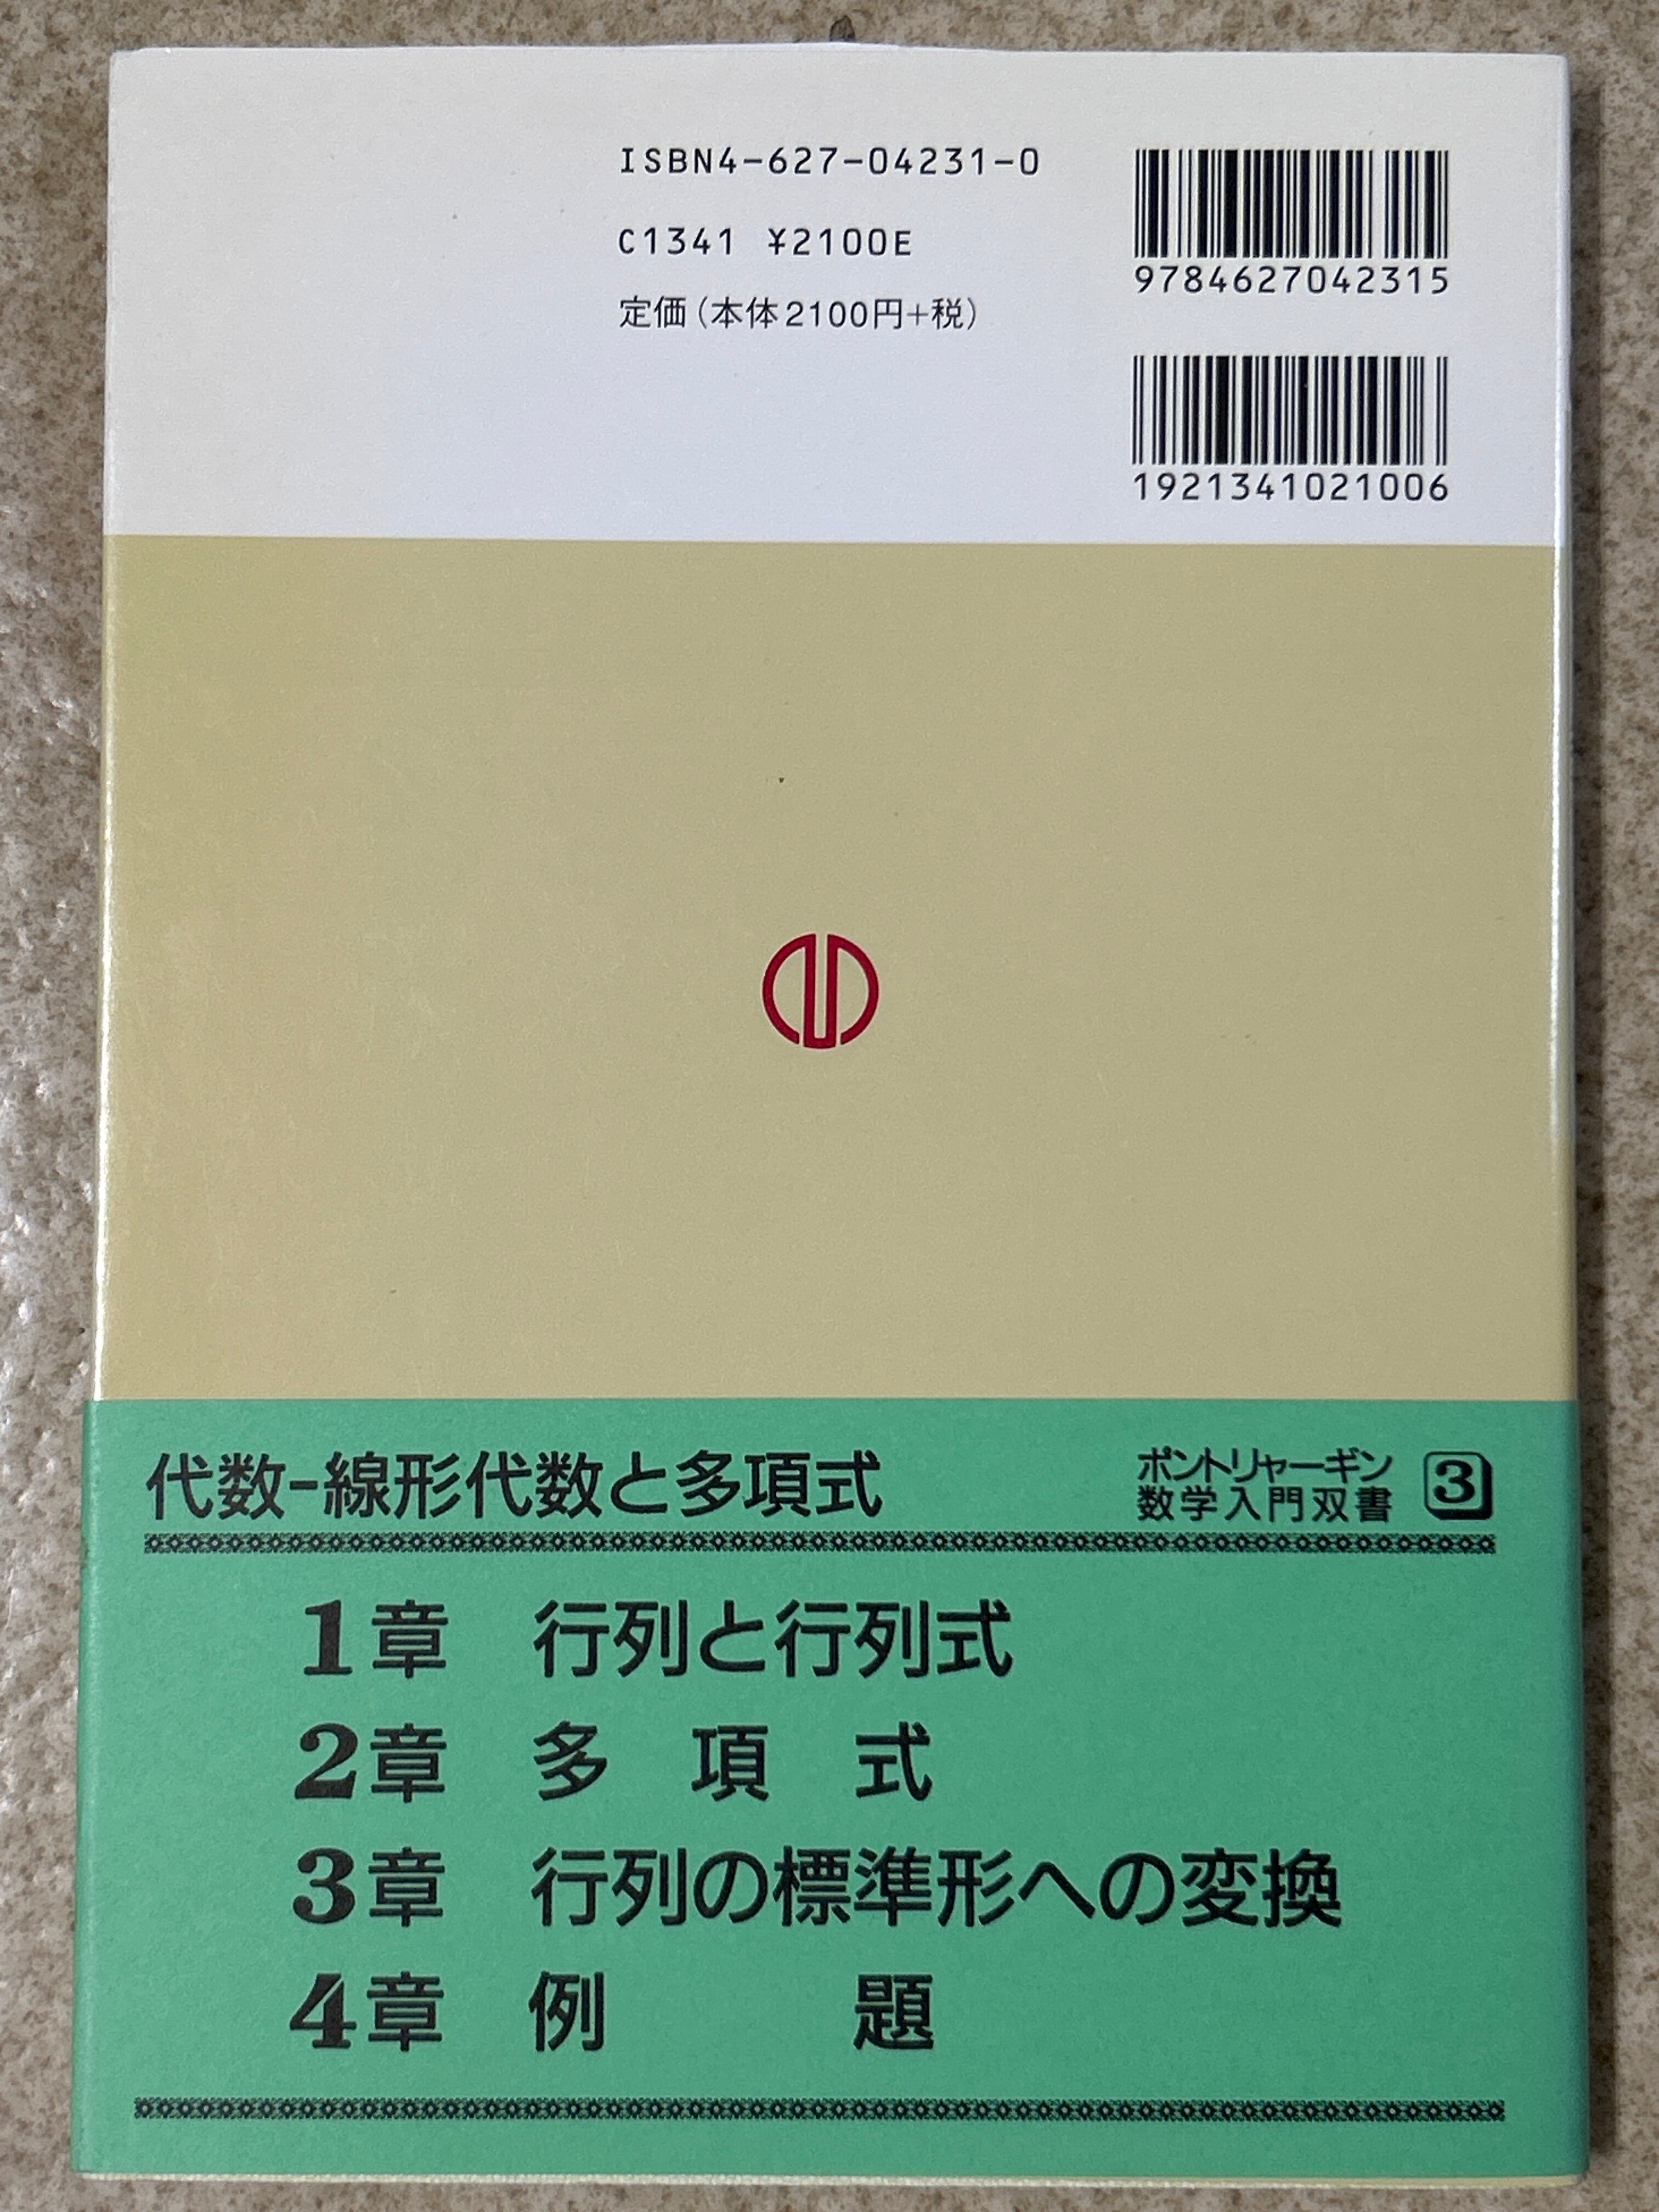 ISBN4-627-04231-0
C1341 ¥2100E
定価(本体2100円+税)
9784627042315
1921341021006
代数-線形代数と多項式
ポントリャーギン
数学入門双書
3
1章 行列と行列式
2章 多項式
3章 行列の標準形への変換
4章 例題